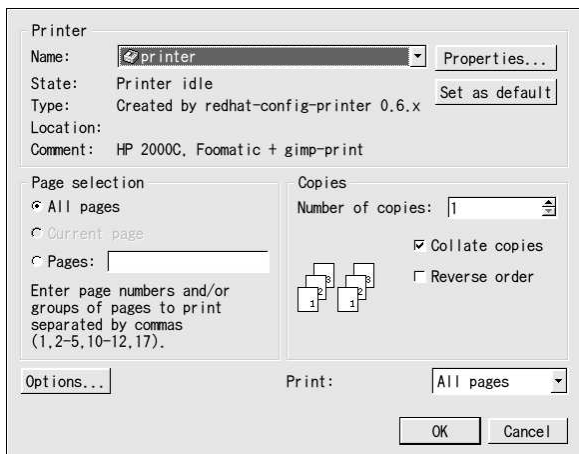 Printer
Name: printer Properties...
State: Printer idle
Set as default
Type: Created by redhat-config-printer 0.6.x
Location:
Comment: HP 2000C, Foomatic + gimp-print
Page selection
All pages
Current page
Pages:
Enter page numbers and/or
groups of pages to print
separated by commas
(1,2-5,10-12,17).
Copies
Number of copies: 1
Collate copies
Reverse order
3 3
2 2
1 1
Options...
Print: All pages
OK Cancel